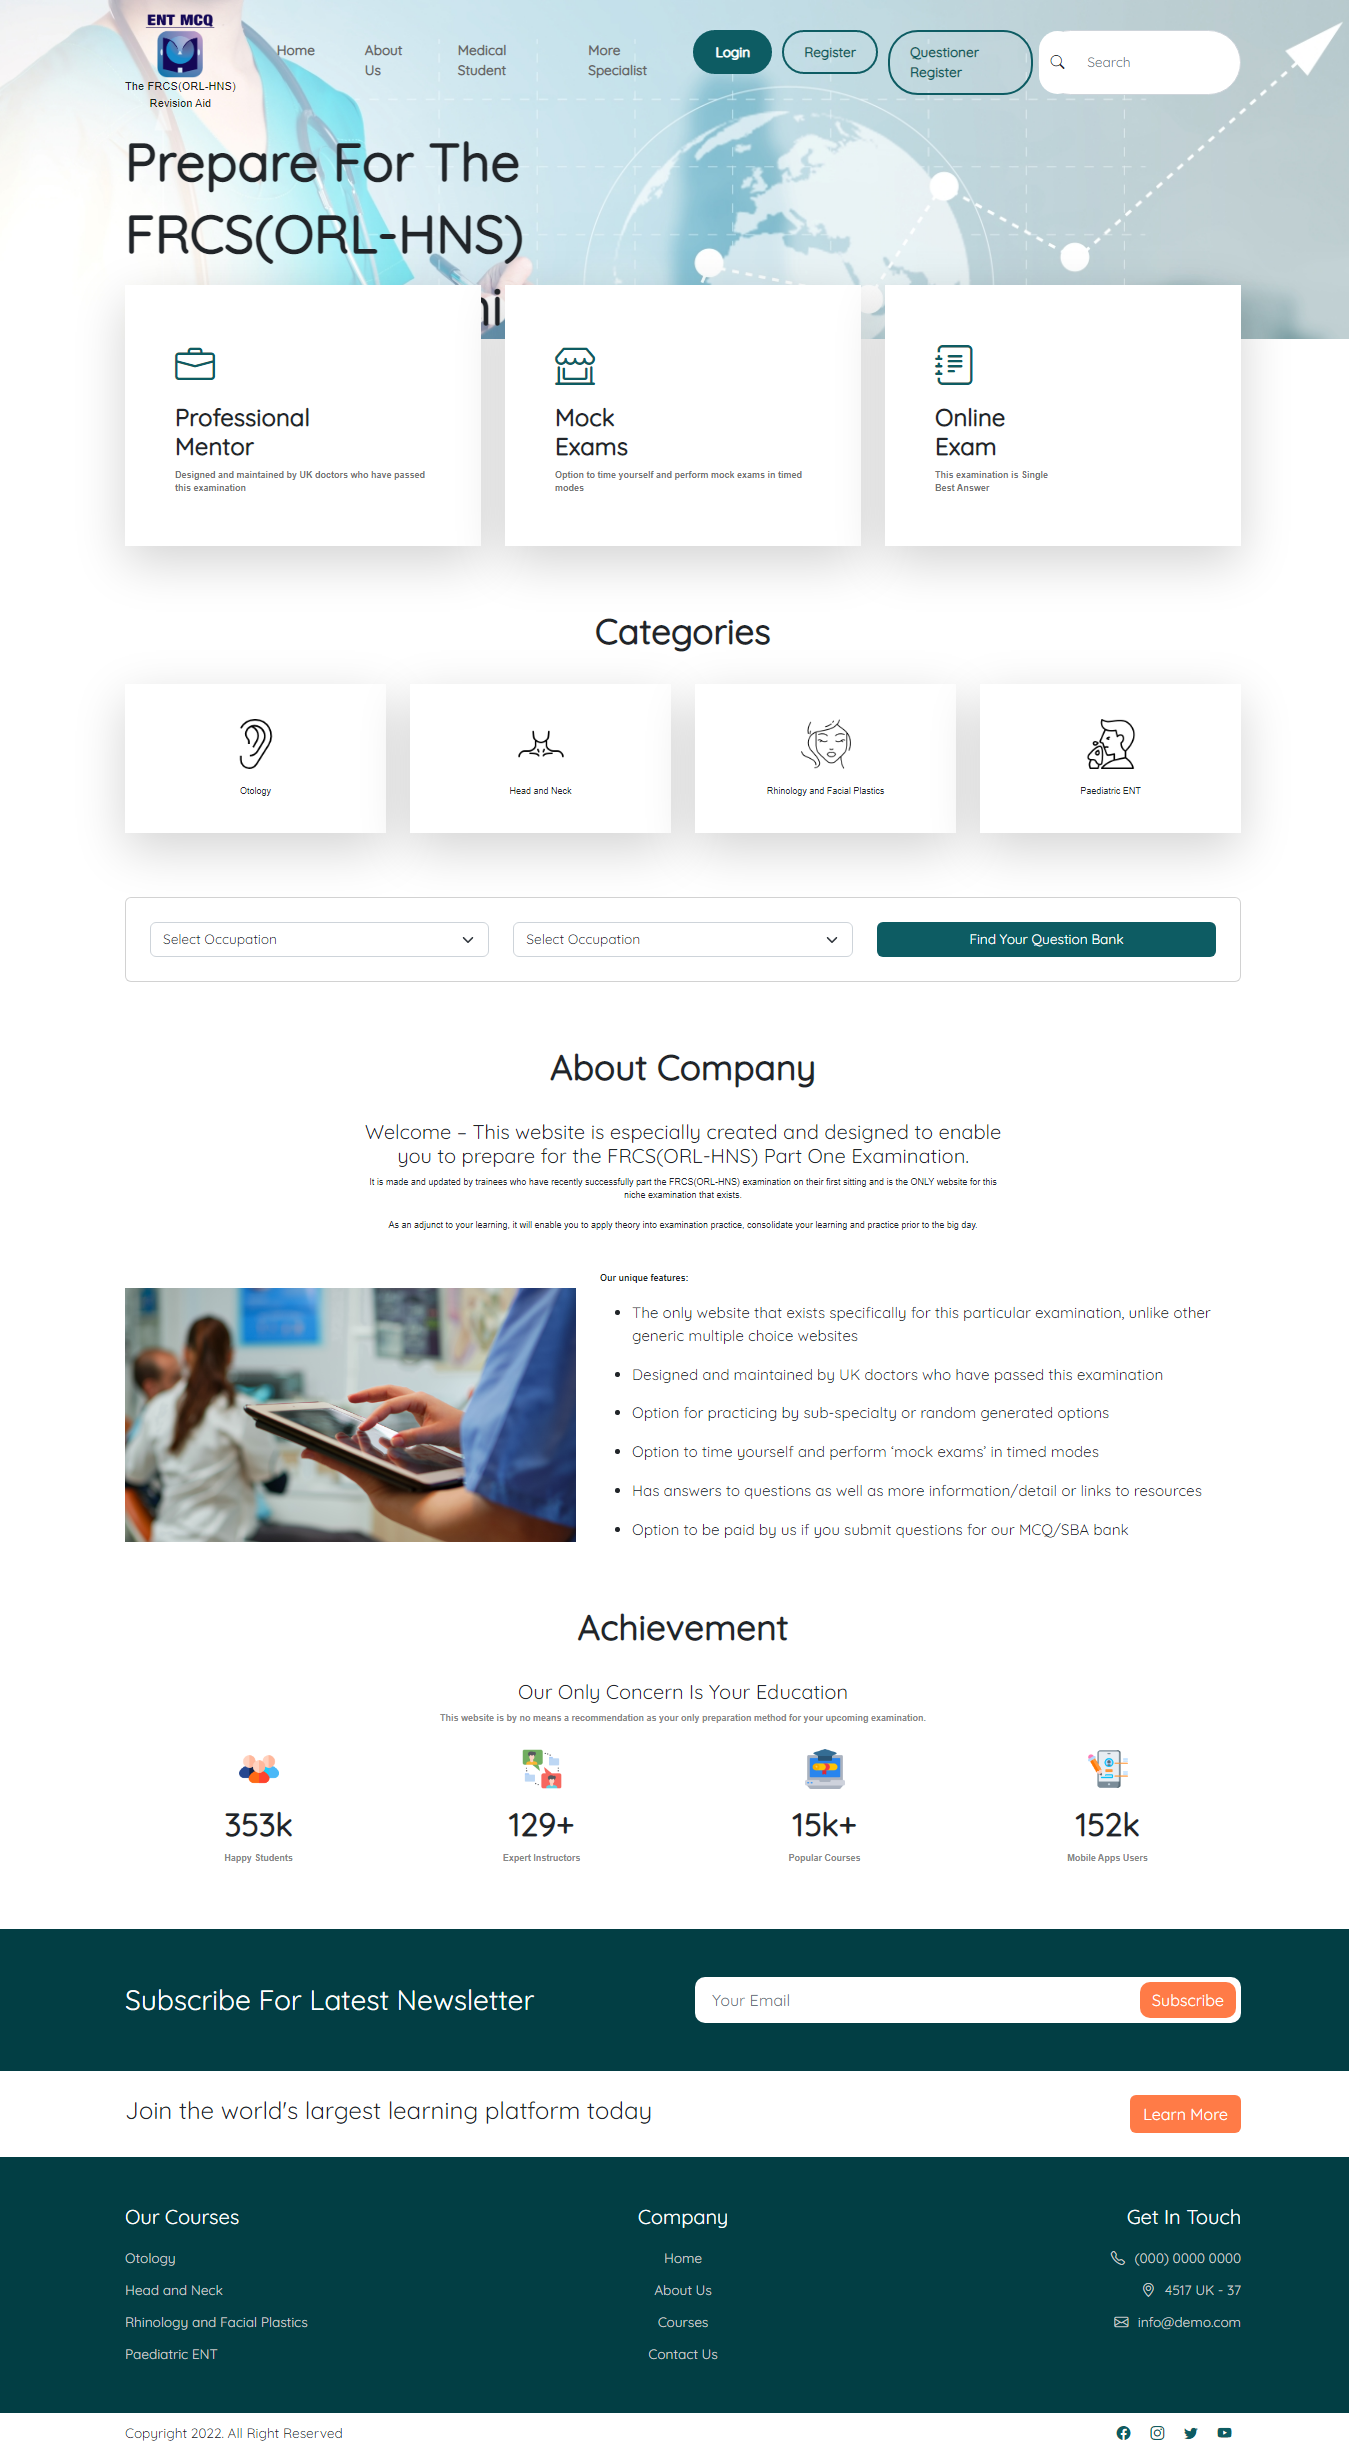 ENT MCQ
The FRCS(ORL-HNS)
Revision Aid
Home
About
Us
Medical
Student
More
Specialist
Login
Register
Questioner
Register
Search
Prepare For The
FRCS(ORL-HNS)
Professional
Mentor
Designed and maintained by UK doctors who have passed
this examination
Mock
Exams
Option to time yourself and perform mock exams in timed
modes
Online
Exam
This examination is Single
Best Answer
Categories
Otology
Head and Neck
Rhinology and Facial Plastics
Paediatric ENT
Select Occupation
Select Occupation
Find Your Question Bank
About Company
Welcome – This website is especially created and designed to enable
you to prepare for the FRCS(ORL-HNS) Part One Examination.
It is made and updated by trainees who have recently successfully part the FRCS(ORL-HNS) examination on their first sitting and is the ONLY website for this
niche examination that exists.
As an adjunct to your learning, it will enable you to apply theory into examination practice, consolidate your learning and practice prior to the big day.
Our unique features:
• The only website that exists specifically for this particular examination, unlike other
generic multiple choice websites
• Designed and maintained by UK doctors who have passed this examination
• Option for practicing by sub-specialty or random generated options
• Option to time yourself and perform ‘mock exams’ in timed modes
• Has answers to questions as well as more information/detail or links to resources
• Option to be paid by us if you submit questions for our MCQ/SBA bank
Achievement
Our Only Concern Is Your Education
This website is by no means a recommendation as your only preparation method for your upcoming examination.
353k
Happy Students
129+
Expert Instructors
15k+
Popular Courses
152k
Mobile Apps Users
Subscribe For Latest Newsletter
Your Email
Subscribe
Join the world's largest learning platform today
Learn More
Our Courses
Otology
Head and Neck
Rhinology and Facial Plastics
Paediatric ENT
Company
Home
About Us
Courses
Contact Us
Get In Touch
(000) 0000 0000
4517 UK - 37
info@demo.com
Copyright 2022. All Right Reserved